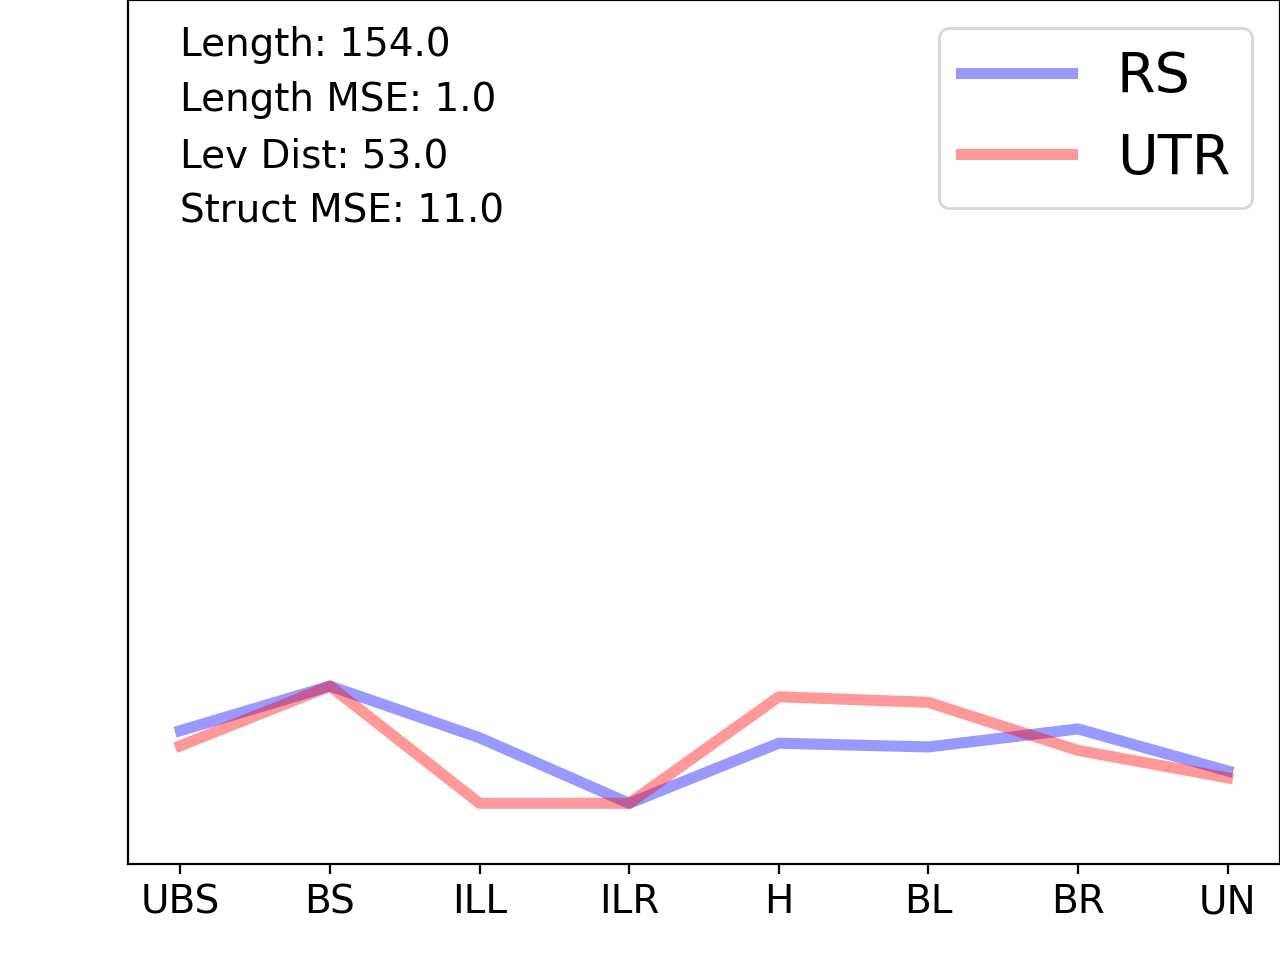 Length: 154.0
Length MSE: 1.0
Lev Dist: 53.0
Struct MSE: 11.0
RS
UTR
UBS BS ILL ILR H BL BR UN